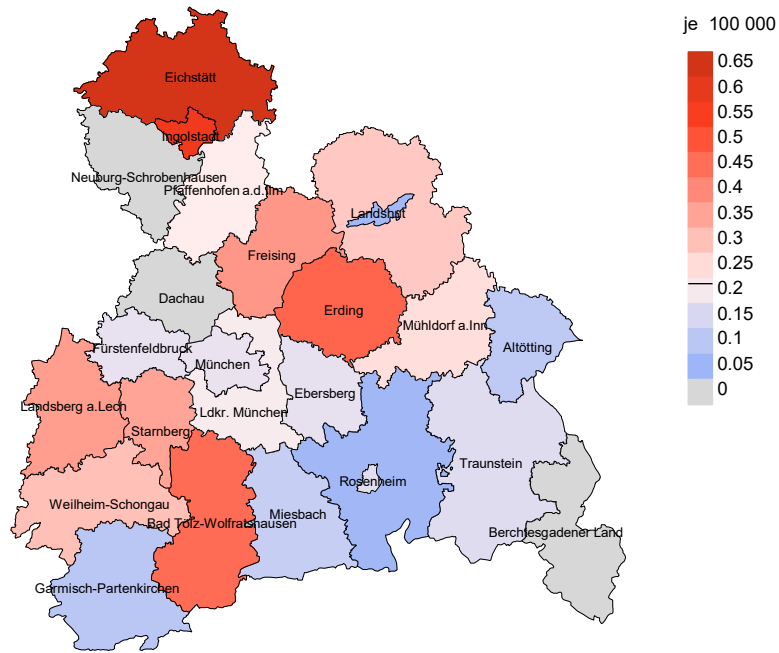 je 100 000
0.65
0.6
0.55
0.5
0.45
0.4
0.35
0.3
0.25
0.2
0.15
0.1
0.05
0
Eichstätt
Ingolstadt
Neuburg-Schrobenhausen
Pfaffenhofen a.d.Ilm
Landshut
Freising
Dachau
Erding
Mühldorf a.Inn
Altötting
Fürstenfeldbruck
München
Ebersberg
Landsberg a.Lech
Ldkr. München
Starnberg
Traunstein
Rosenheim
Weilheim-Schongau
Miesbach
Bad Tölz-Wolfratshausen
Berchtesgadener Land
Garmisch-Partenkirchen